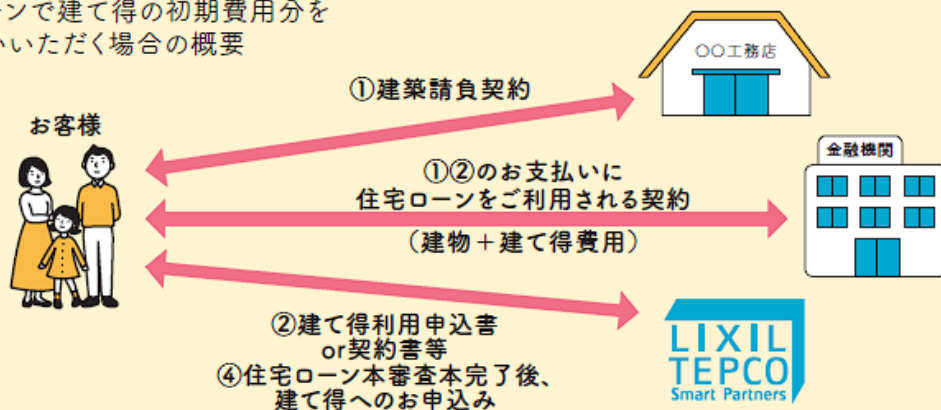 ーンで建て得の初期費用分を
いいただく場合の概要
〇〇工務店
①建築請負契約
お客様
金融機関
①②のお支払いに
住宅ローンをご利用される契約
（建物＋建て得費用）
②建て得利用申込書
or契約書等
④住宅ローン本審査本完了後、
建て得へのお申込み
LIXIL
TEPCO
Smart Partners